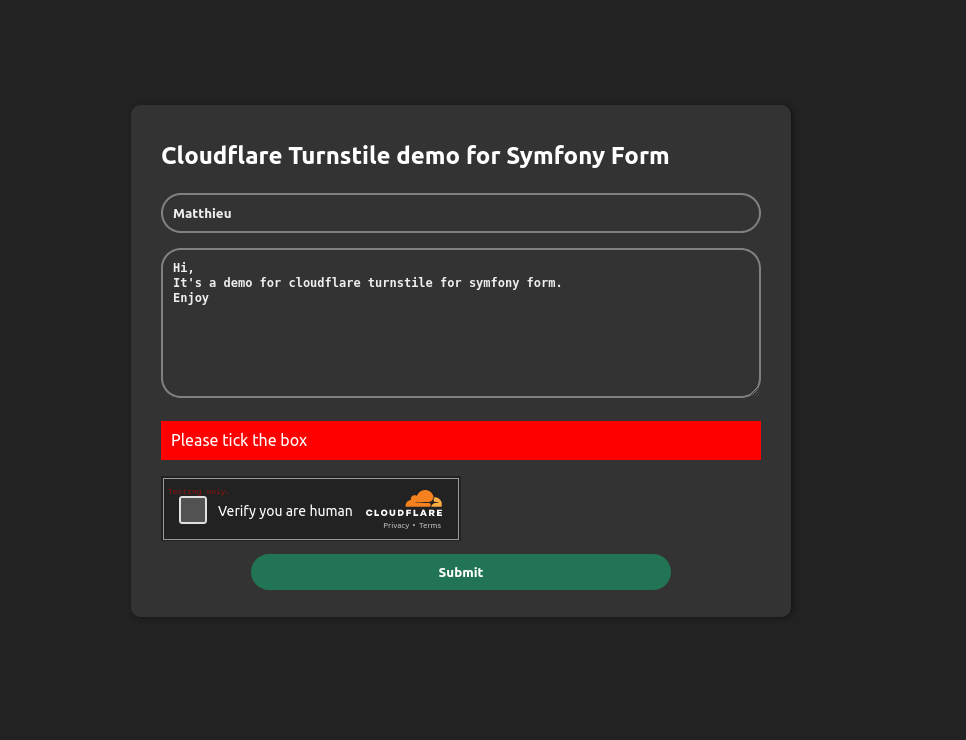 Cloudflare Turnstile demo for Symfony Form
Matthieu
Hi,
It's a demo for cloudflare turnstile for symfony form.
Enjoy
Please tick the box
Testing only.
Verify you are human
CLOUDFLARE
Privacy • Terms
Submit